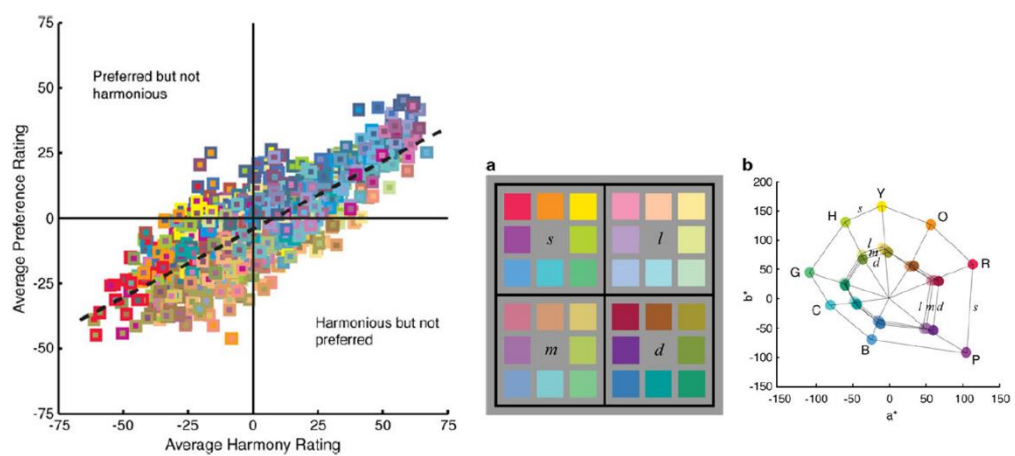 75
50
25
0
-25
-50
-75
Average Preference Rating
Preferred but not
harmonious
Harmonious but not
preferred
-75 -50 -25 0 25 50 75
Average Harmony Rating
a
s
l
m
d
b
200
150
100
50
0
-50
-100
-150
b*
Y
s
H
O
l
m
d
R
G
C
l m d
s
B
P
-150 -100 -50 0 50 100 150
a*